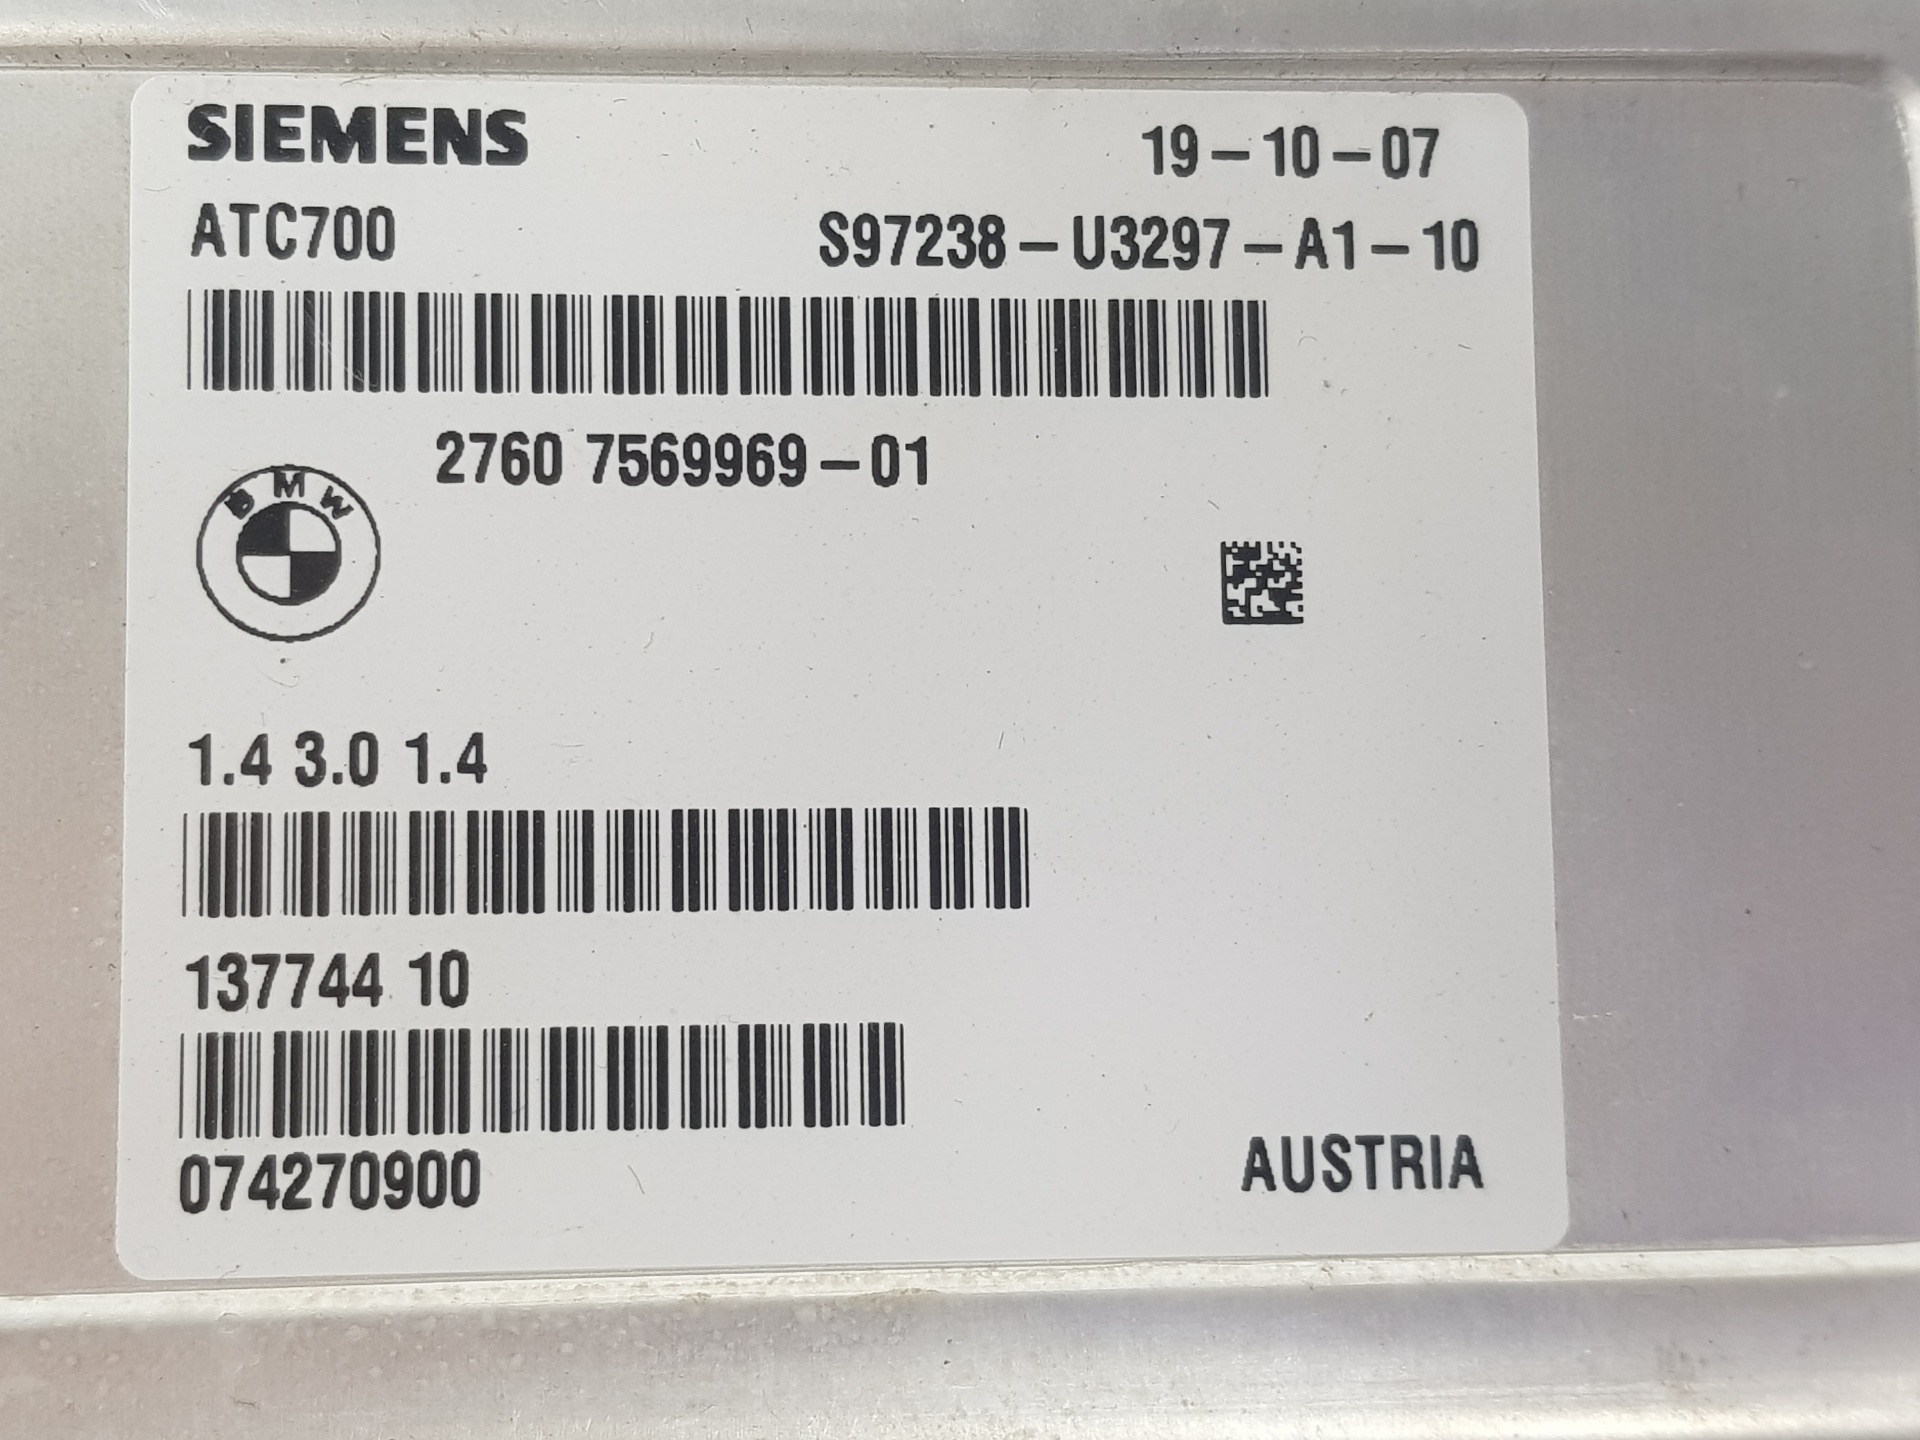 SIEMENS 19-10-07
ATC700 S97238-U3297-A1-10
2760 7569969-01
BMW
1.4 3.0 1.4
137744 10
074270900
AUSTRIA